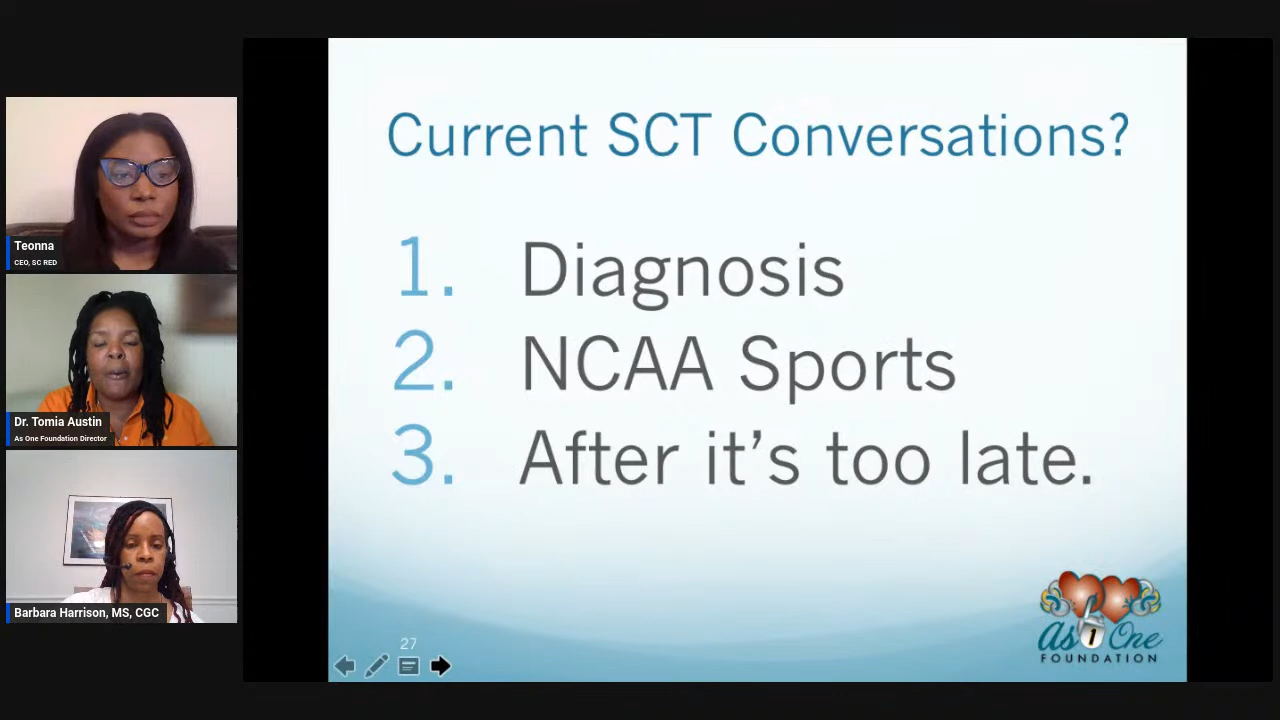 Teonna
CEO, SC RED
Dr. Tomia Austin
As One Foundation Director
Barbara Harrison, MS, CGC
Current SCT Conversations?
1. Diagnosis
2. NCAA Sports
3. After it's too late.
27
As 1 One
FOUNDATION